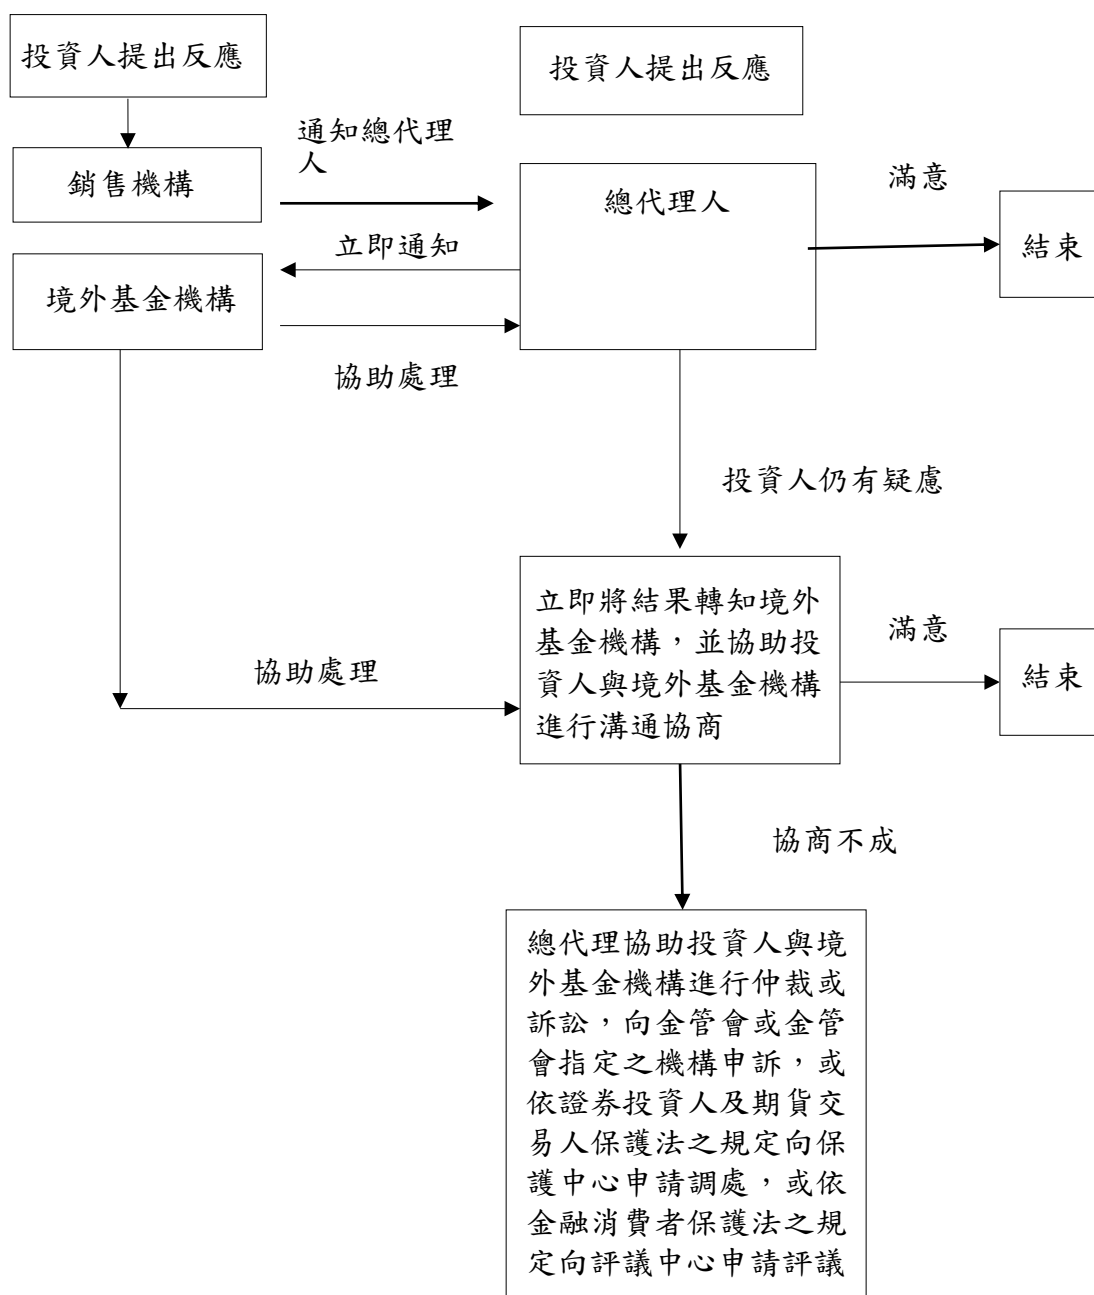 投資人提出反應
投資人提出反應
通知總代理
人
銷售機構
總代理人
滿意
結束
立即通知
境外基金機構
協助處理
投資人仍有疑慮
立即將結果轉知境外
基金機構，並協助投
資人與境外基金機構
進行溝通協商
滿意
結束
協助處理
協商不成
總代理協助投資人與境
外基金機構進行仲裁或
訴訟，向金管會或金管
會指定之機構申訴，或
依證券投資人及期貨交
易人保護法之規定向保
護中心申請調處，或依
金融消費者保護法之規
定向評議中心申請評議